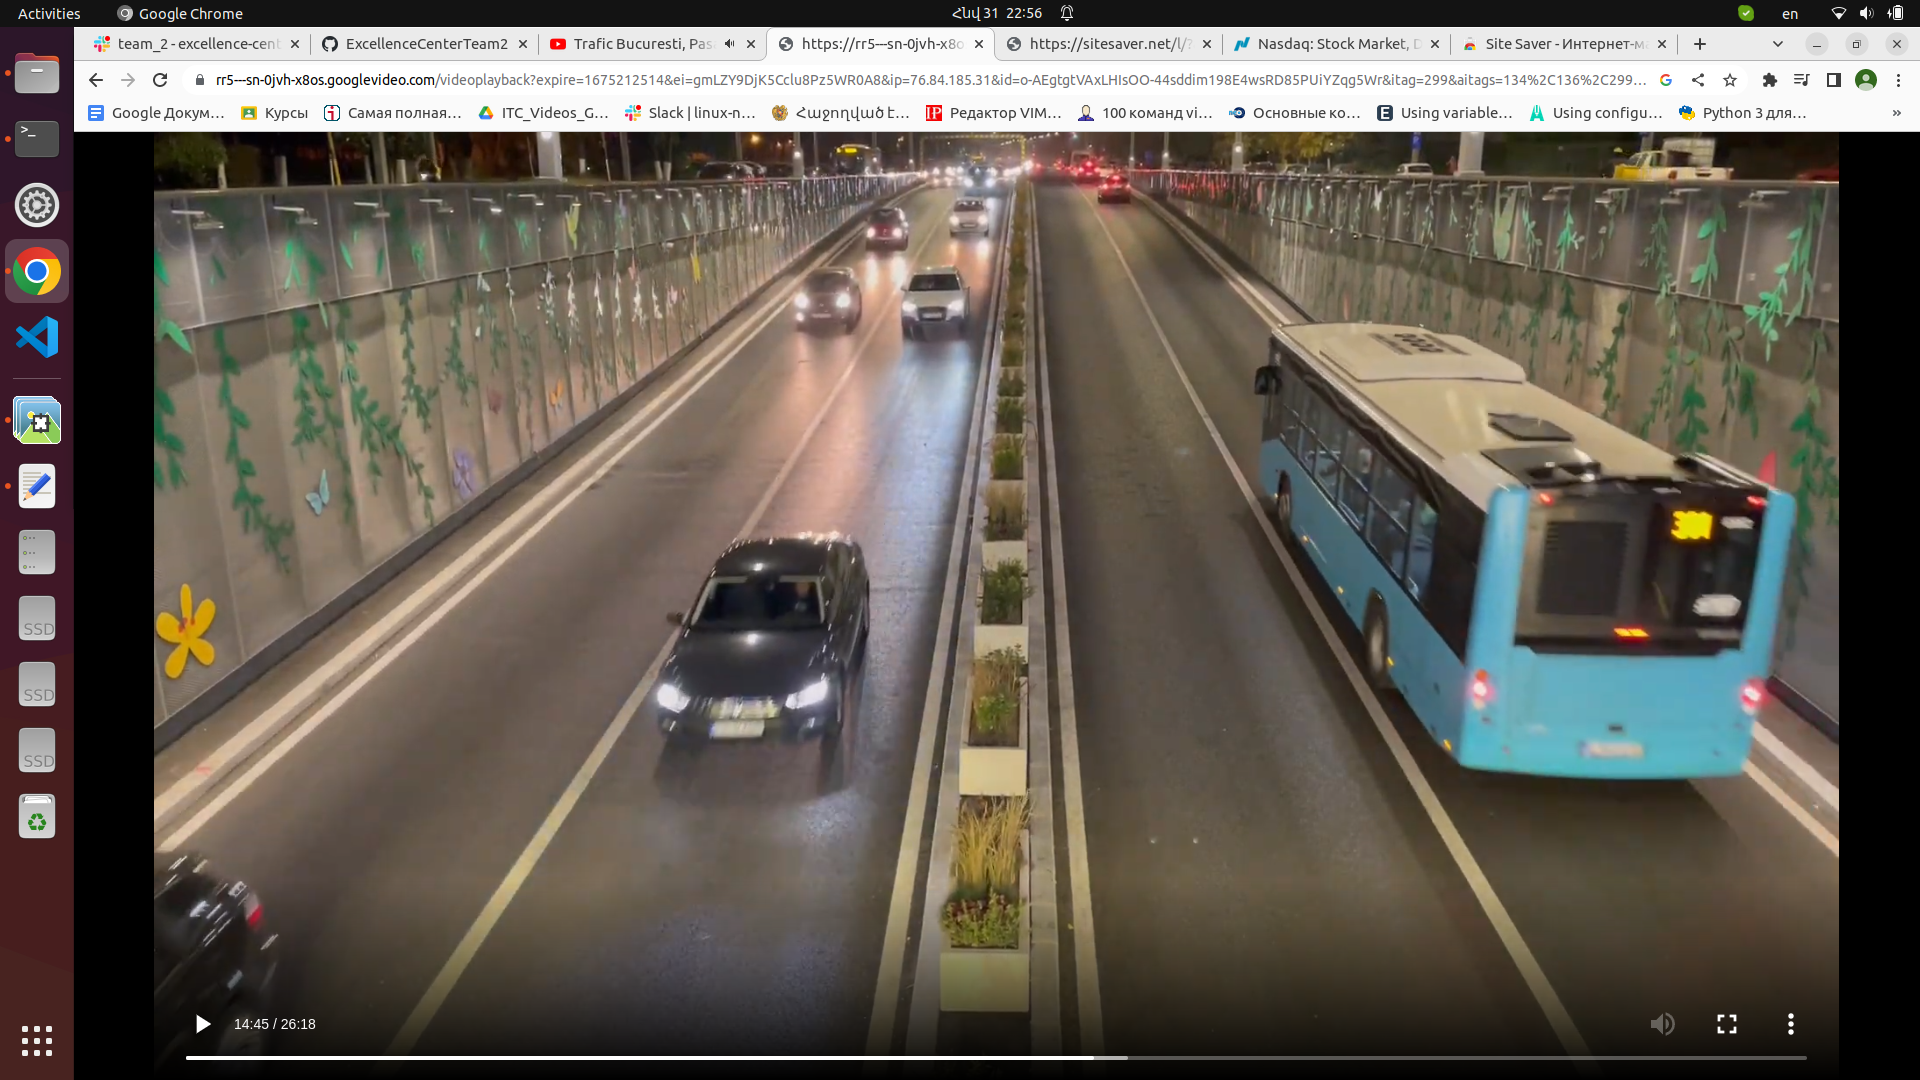 Activities
Google Chrome
Հնվ 31 22:56
en
team_2 - excellence-cent
ExcellenceCenterTeam2
Trafic Bucuresti, Pasa
https://rr5---sn-0jvh-x8o
https://sitesaver.net/l/?
Nasdaq: Stock Market, D
Site Saver - Интернет-м
rr5---sn-0jvh-x8os.googlevideo.com/videoplayback?expire=1675212514&ei=gmLZY9DjK5Cclu8Pz5WR0A8&ip=76.84.185.31&id=o-AEgtgtVAxLHIsOO-44sddim198E4wsRD85PUiYZqg5Wr&itag=299&aitags=134%2C136%2C299...
Google Докум...
Курсы
Самая полная...
ITC_Videos_G...
Slack | linux-n...
Հաջողված է...
Редактор VIM...
100 команд vi...
Основные ко...
Using variable...
Using configu...
Python 3 для...
»
>_
SSD
SSD
SSD
14:45 / 26:18